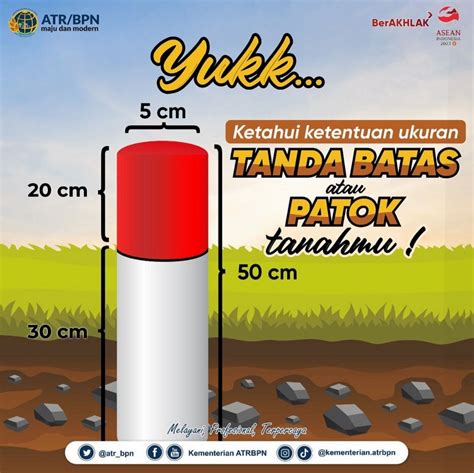 ATR/BPN
maju dan modern
BerAKHLAK
ASEAN
INDONESIA
2023
Yukk...
5 cm
Ketahui ketentuan ukuran
TANDA BATAS
atau
PATOK
tanahmu !
20 cm
50 cm
30 cm
Melayani, Profesional, Terpercaya
@atr_bpn
Kementerian ATRBPN
@kementerian.atrbpn